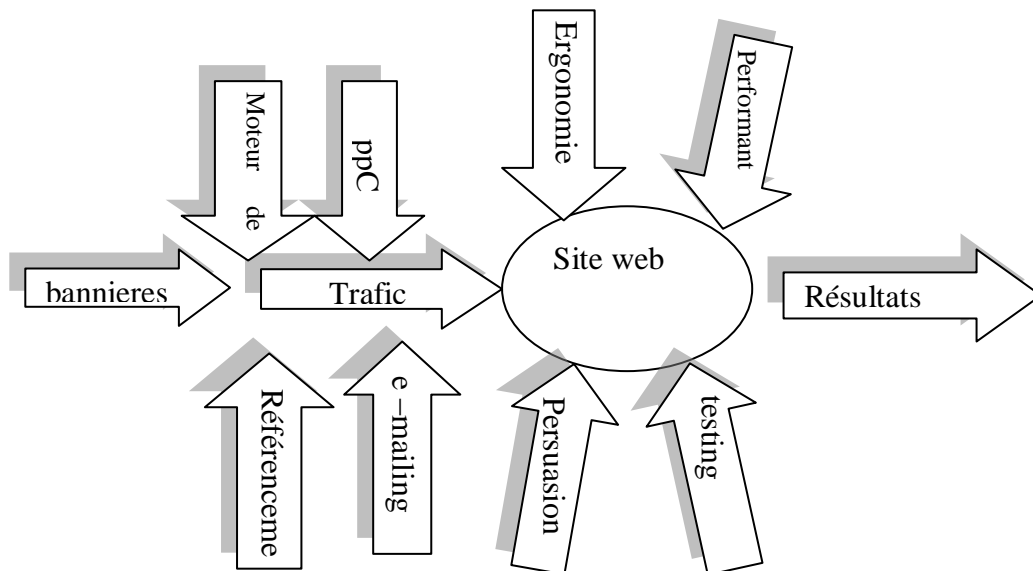 Ergonomie
Performant
Moteur de
ppC
Site web
bannieres
Trafic
Résultats
Référenceme
e –mailing
Persuasion
testing